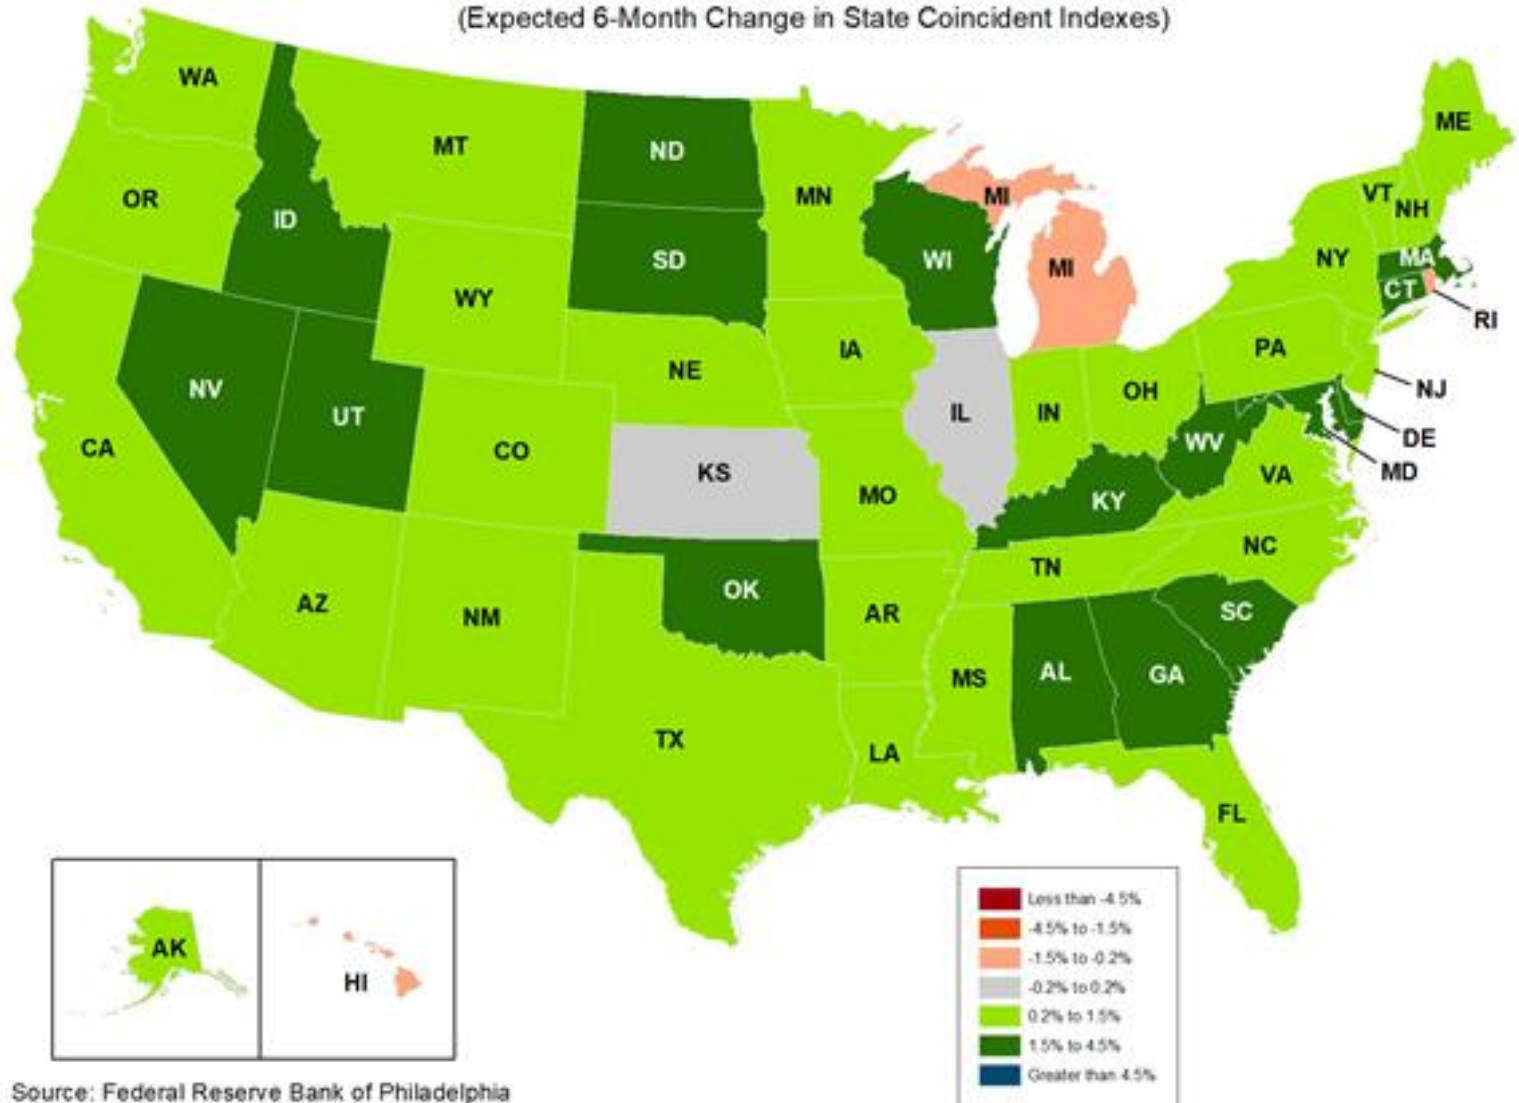 (Expected 6-Month Change in State Coincident Indexes)
WA
MT
ND
MN
ME
OR
ID
SD
WI
MI
MI
VT
NH
NY
MA
CT
RI
WY
NE
IA
PA
NJ
NV
UT
CA
CO
KS
MO
IL
IN
OH
WV
DE
MD
VA
KY
NC
TN
AZ
NM
OK
AR
SC
MS
AL
GA
TX
LA
FL
AK
HI
Less than -4.5%
-4.5% to -1.5%
-1.5% to -0.2%
-0.2% to 0.2%
0.2% to 1.5%
1.5% to 4.5%
Greater than 4.5%
Source: Federal Reserve Bank of Philadelphia